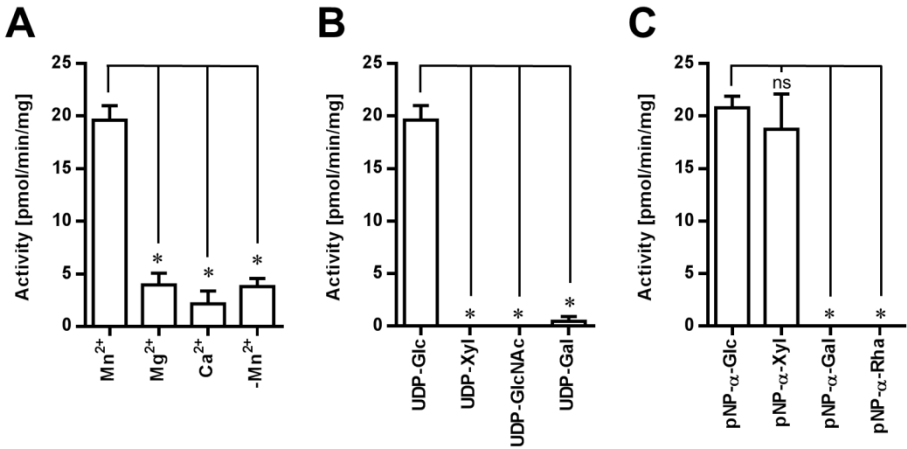 A
B
C
Activity [pmol/min/mg]
25
20
15
10
5
0
*
*
*
Mn²⁺
Mg²⁺
Ca²⁺
-Mn²⁺
Activity [pmol/min/mg]
25
20
15
10
5
0
*
*
*
UDP-Glc
UDP-Xyl
UDP-GlcNAc
UDP-Gal
Activity [pmol/min/mg]
25
20
15
10
5
0
ns
*
*
pNP-α-Glc
pNP-α-Xyl
pNP-α-Gal
pNP-α-Rha